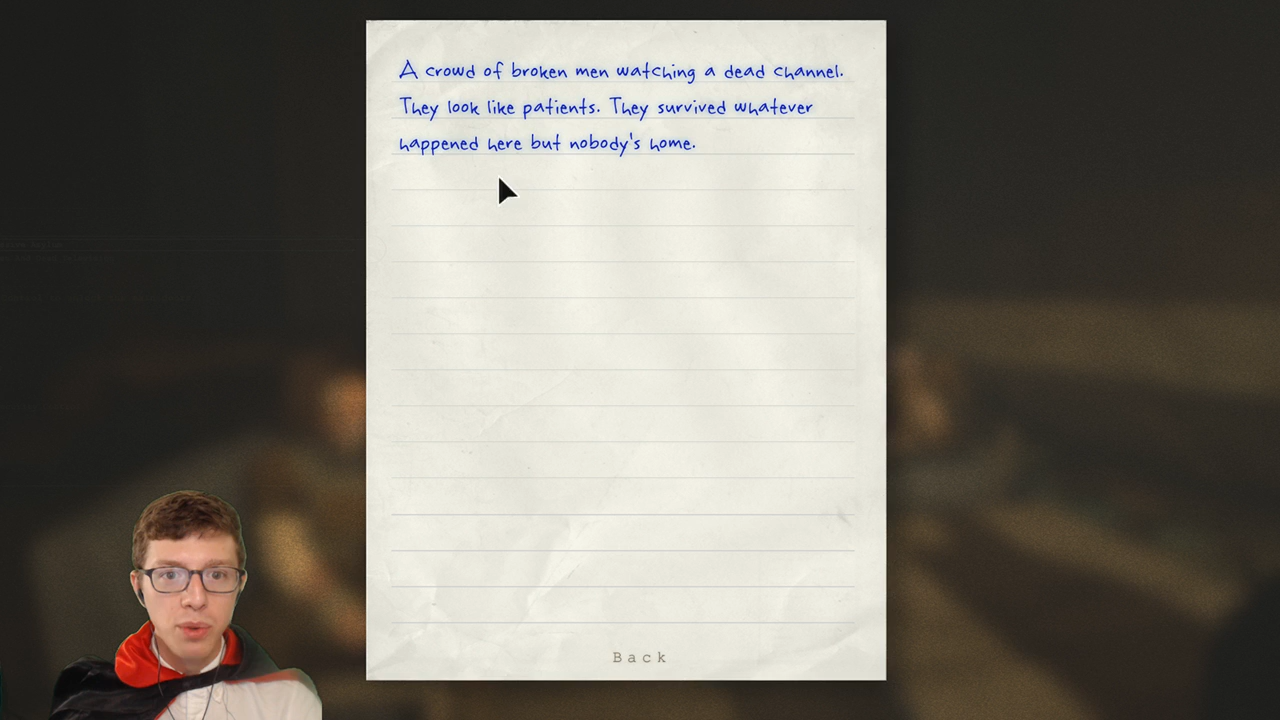 A crowd of broken men watching a dead channel.
They look like patients. They survived whatever
happened here but nobody's home.
Back